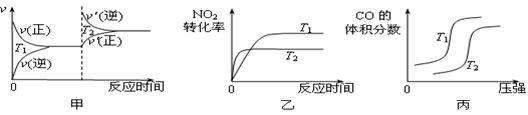 v
v(正)
T₁
v(逆)
v'(逆)
T₂
v'(正)
0
反应时间
甲
NO₂
转化率
T₁
T₂
0
反应时间
乙
CO 的
体积分数
T₁
T₂
0
压强
丙